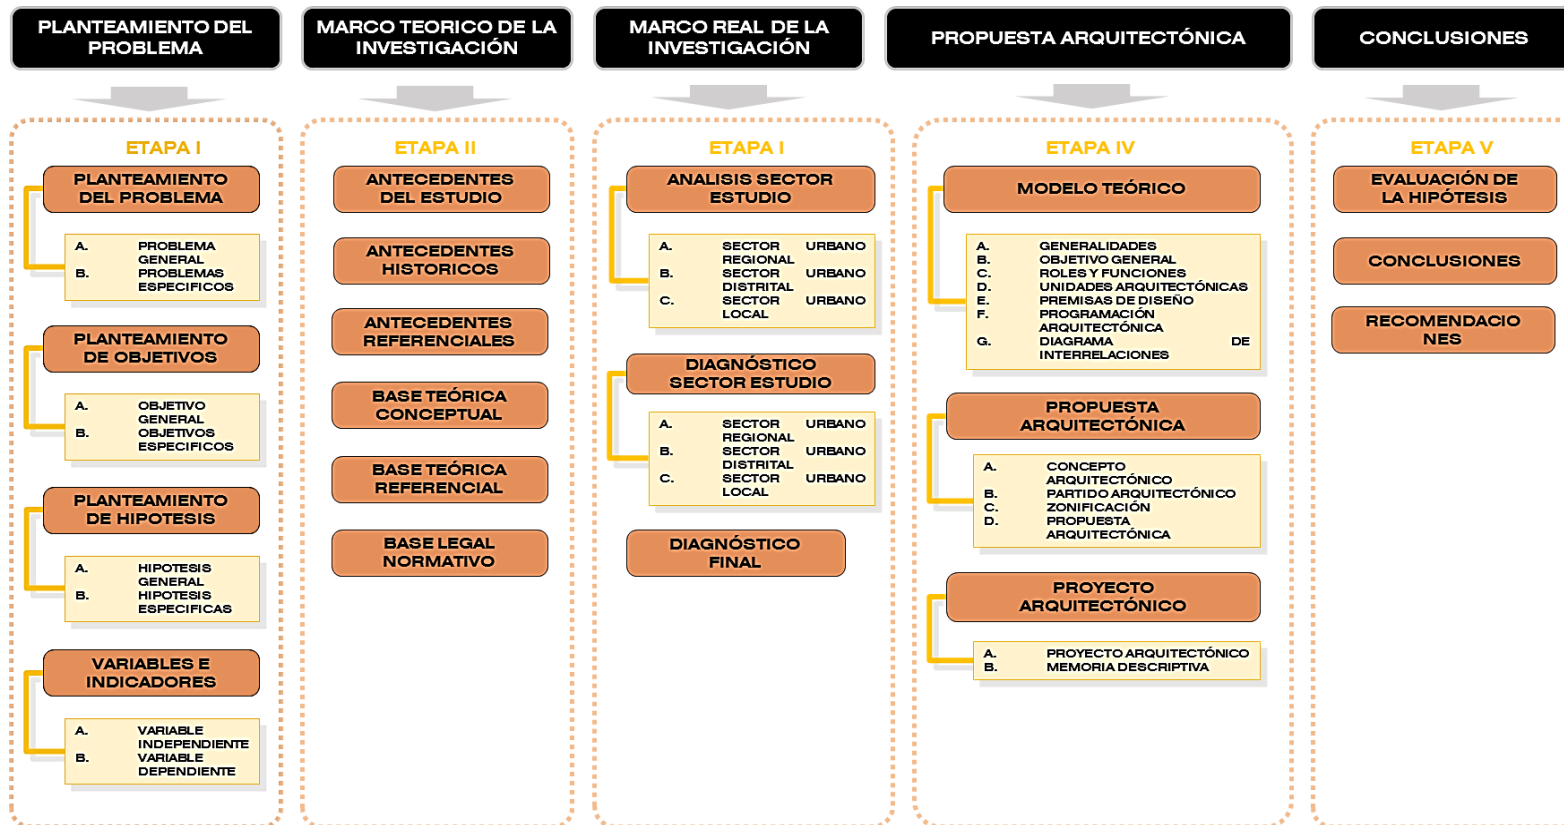 PLANTEAMIENTO DEL
PROBLEMA
MARCO TEORICO DE LA
INVESTIGACIÓN
MARCO REAL DE LA
INVESTIGACIÓN
PROPUESTA ARQUITECTÓNICA
CONCLUSIONES
ETAPA I
PLANTEAMIENTO
DEL PROBLEMA
A. PROBLEMA
GENERAL
B. PROBLEMAS
ESPECIFICOS
PLANTEAMIENTO
DE OBJETIVOS
A. OBJETIVO
GENERAL
B. OBJETIVOS
ESPECIFICOS
PLANTEAMIENTO
DE HIPOTESIS
A. HIPOTESIS
GENERAL
B. HIPOTESIS
ESPECIFICAS
VARIABLES E
INDICADORES
A. VARIABLE
INDEPENDIENTE
B. VARIABLE
DEPENDIENTE
ETAPA II
ANTECEDENTES
DEL ESTUDIO
ANTECEDENTES
HISTORICOS
ANTECEDENTES
REFERENCIALES
BASE TEÓRICA
CONCEPTUAL
BASE TEÓRICA
REFERENCIAL
BASE LEGAL
NORMATIVO
ETAPA I
ANALISIS SECTOR
ESTUDIO
A. SECTOR URBANO
REGIONAL
B. SECTOR URBANO
DISTRITAL
C. SECTOR URBANO
LOCAL
DIAGNÓSTICO
SECTOR ESTUDIO
A. SECTOR URBANO
REGIONAL
B. SECTOR URBANO
DISTRITAL
C. SECTOR URBANO
LOCAL
DIAGNÓSTICO
FINAL
ETAPA IV
MODELO TEÓRICO
A. GENERALIDADES
B. OBJETIVO GENERAL
C. ROLES Y FUNCIONES
D. UNIDADES ARQUITECTÓNICAS
E. PREMISAS DE DISEÑO
F. PROGRAMACIÓN
ARQUITECTÓNICA
G. DIAGRAMA DE
INTERRELACIONES
PROPUESTA
ARQUITECTÓNICA
A. CONCEPTO
ARQUITECTÓNICO
B. PARTIDO ARQUITECTÓNICO
C. ZONIFICACIÓN
D. PROPUESTA
ARQUITECTÓNICA
PROYECTO
ARQUITECTÓNICO
A. PROYECTO ARQUITECTÓNICO
B. MEMORIA DESCRIPTIVA
ETAPA V
EVALUACIÓN DE
LA HIPÓTESIS
CONCLUSIONES
RECOMENDACIO
NES